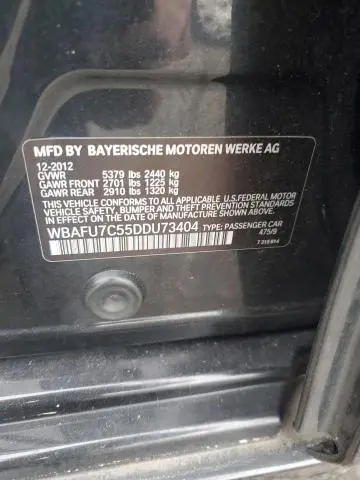 MFD BY BAYERISCHE MOTOREN WERKE AG
12-2012
GVWR 5379 lbs 2440 kg
GAWR FRONT 2701 lbs 1225 kg
GAWR REAR 2910 lbs 1320 kg
THIS VEHICLE CONFORMS TO ALL APPLICABLE U.S.FEDERAL MOTOR
VEHICLE SAFETY, BUMPER AND THEFT PREVENTION STANDARDS
IN EFFECT ON THE DATE OF MANUFACTURE SHOWN ABOVE.
WBAFU7C55DDU73404 TYPE: PASSENGER CAR
475/9